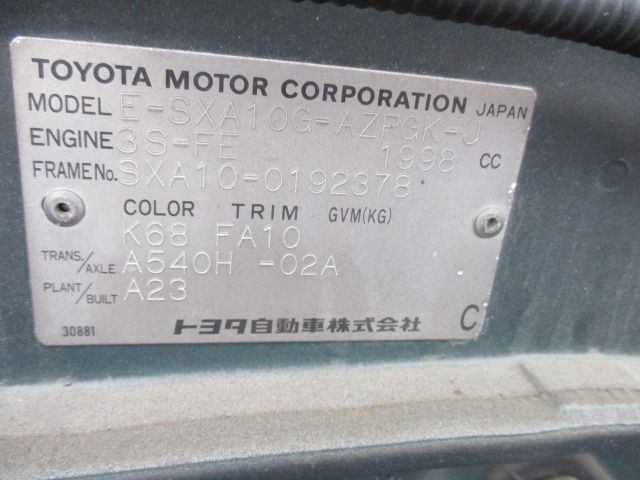 TOYOTA MOTOR CORPORATION JAPAN
MODEL E-SXA10G-AZPGK-J
ENGINE 3S-FE 1998 CC
FRAME No. SXA10-0192378
COLOR TRIM GVM(KG)
K68 FA10
TRANS./AXLE A540H -02A
PLANT/BUILT A23
30881 トヨタ自動車株式会社 C